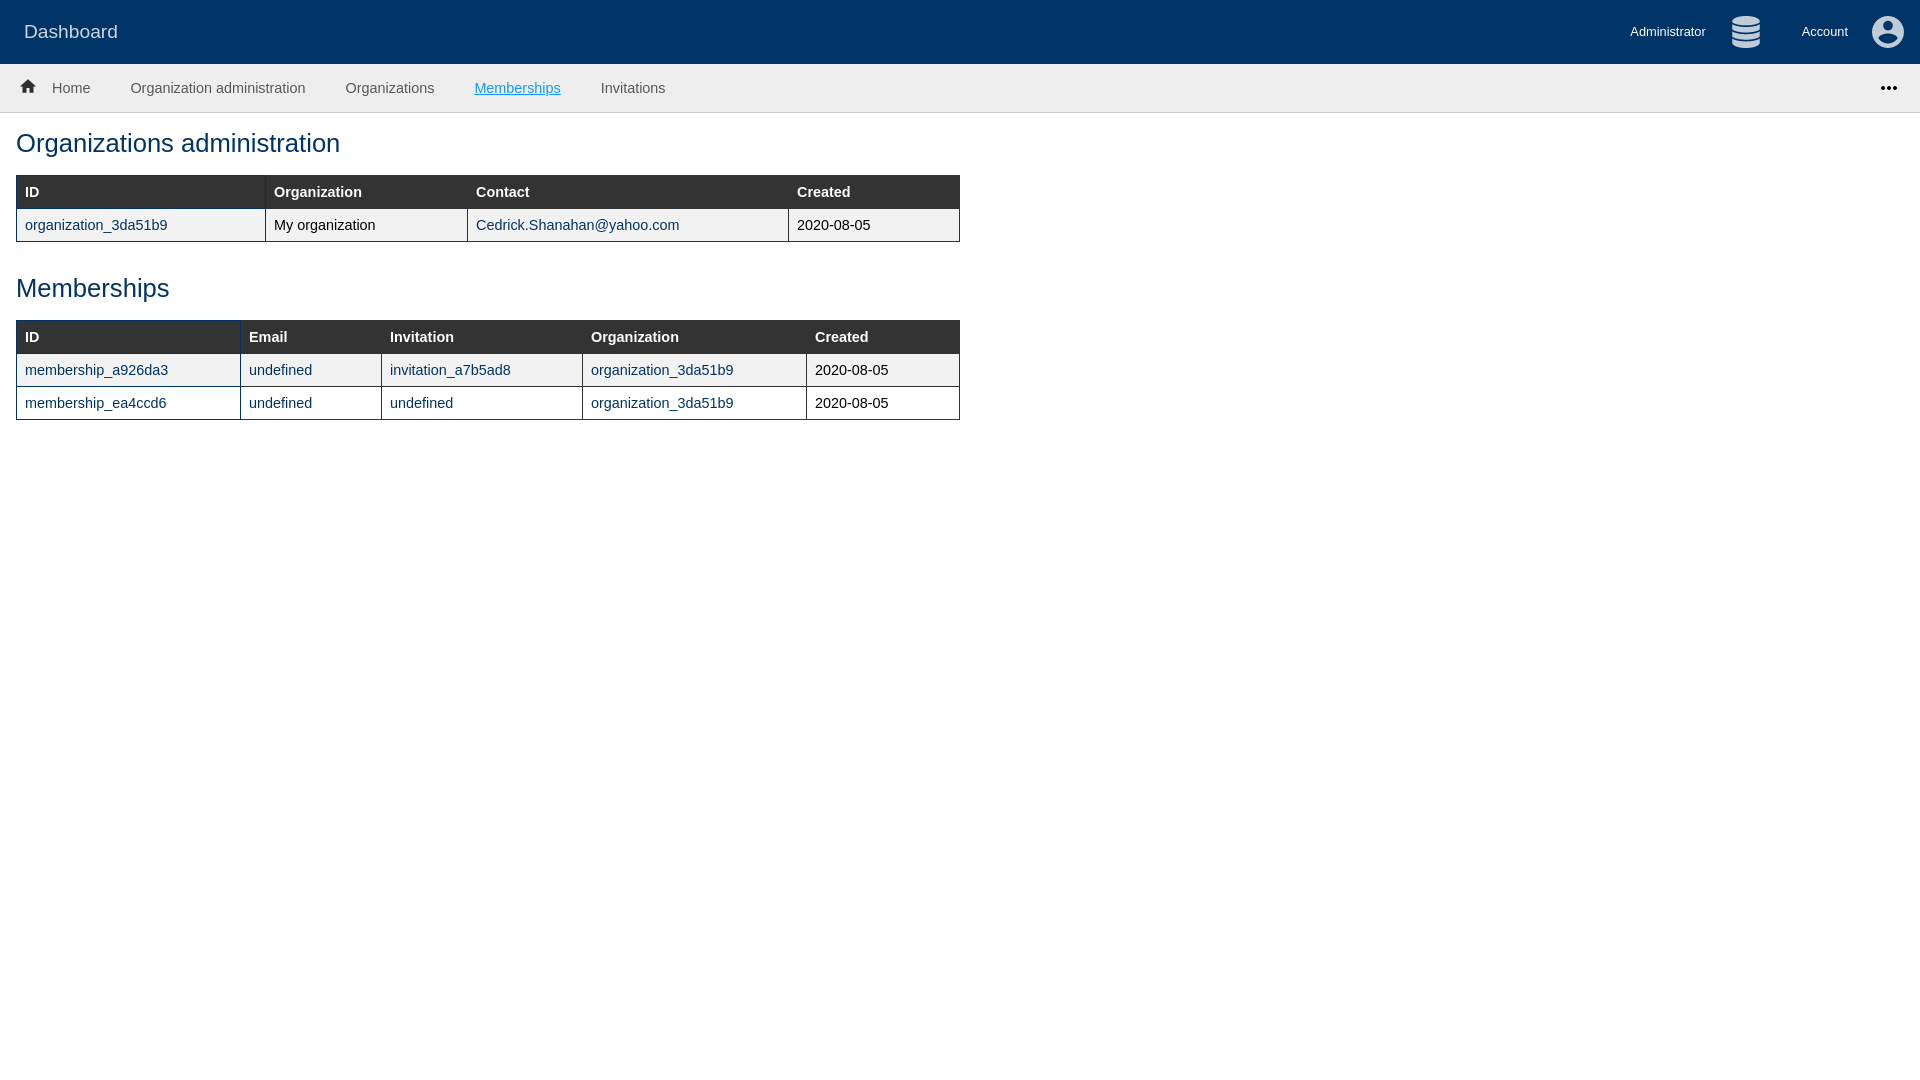 Dashboard Administrator Account
Home Organization administration Organizations Memberships Invitations
Organizations administration
ID Organization Contact Created
organization_3da51b9 My organization Cedrick.Shanahan@yahoo.com 2020-08-05
Memberships
ID Email Invitation Organization Created
membership_a926da3 undefined invitation_a7b5ad8 organization_3da51b9 2020-08-05
membership_ea4ccd6 undefined undefined organization_3da51b9 2020-08-05